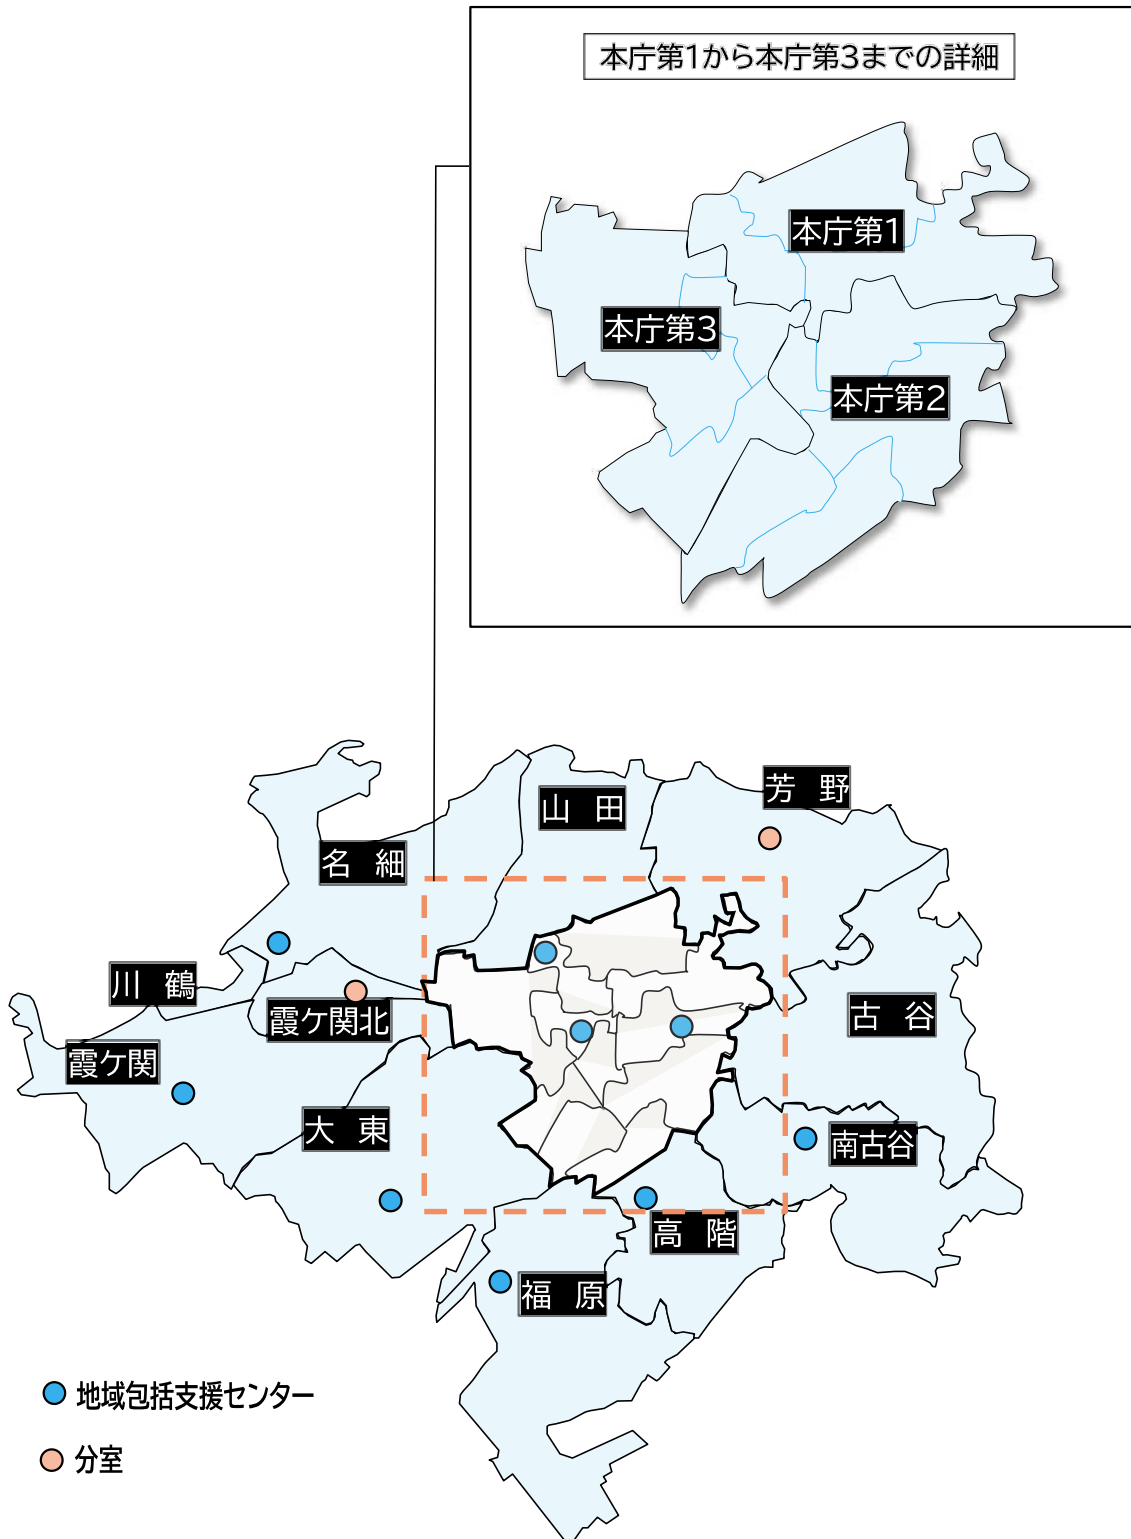 本庁第1から本庁第3までの詳細
本庁第1
本庁第3
本庁第2
芳野
山田
名細
川鶴
古谷
霞ケ関北
霞ケ関
大東
南古谷
高階
福原
地域包括支援センター
分室